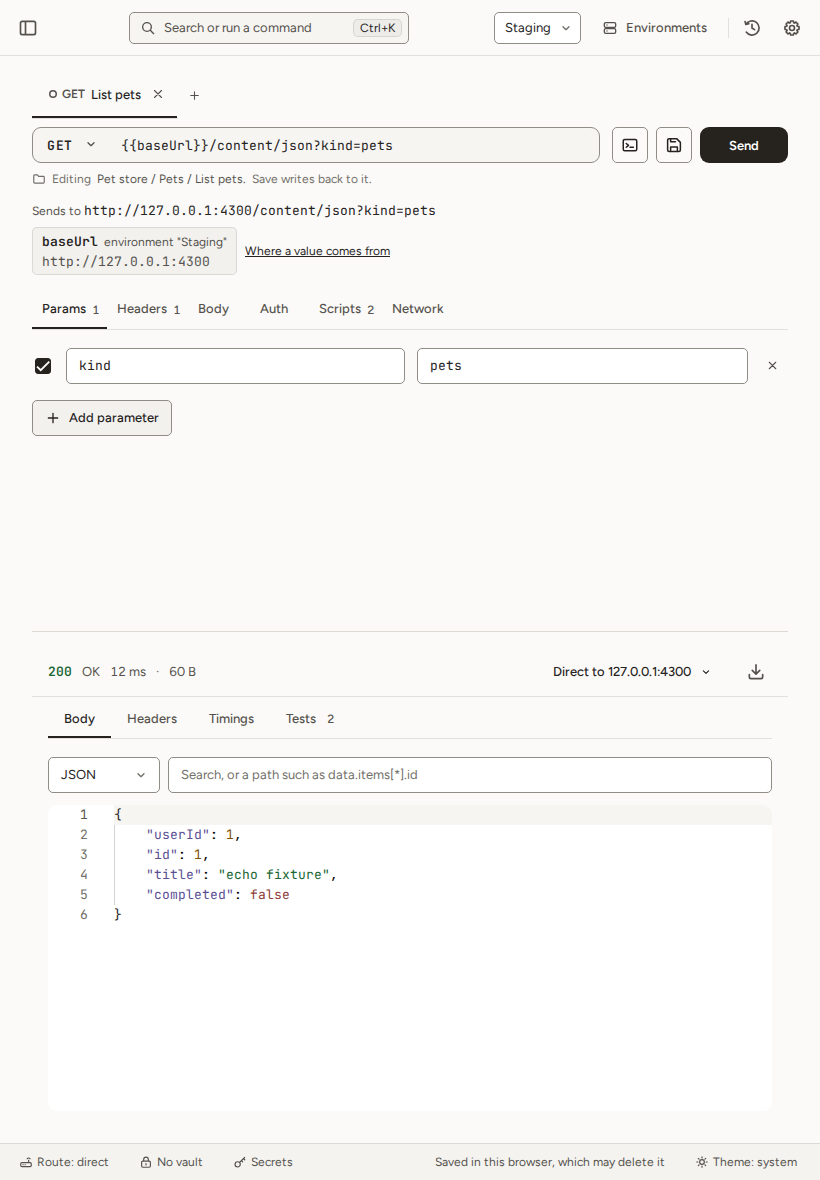 Search or run a command Ctrl+K Staging Environments
GET List pets
GET {{baseUrl}}/content/json?kind=pets Send
Editing Pet store / Pets / List pets. Save writes back to it.
Sends to http://127.0.0.1:4300/content/json?kind=pets
baseUrl environment "Staging"
http://127.0.0.1:4300
Where a value comes from
Params 1 Headers 1 Body Auth Scripts 2 Network
kind pets
Add parameter
200 OK 12 ms · 60 B Direct to 127.0.0.1:4300
Body Headers Timings Tests 2
JSON Search, or a path such as data.items[*].id
1 {
2 "userId": 1,
3 "id": 1,
4 "title": "echo fixture",
5 "completed": false
6 }
Route: direct No vault Secrets Saved in this browser, which may delete it Theme: system